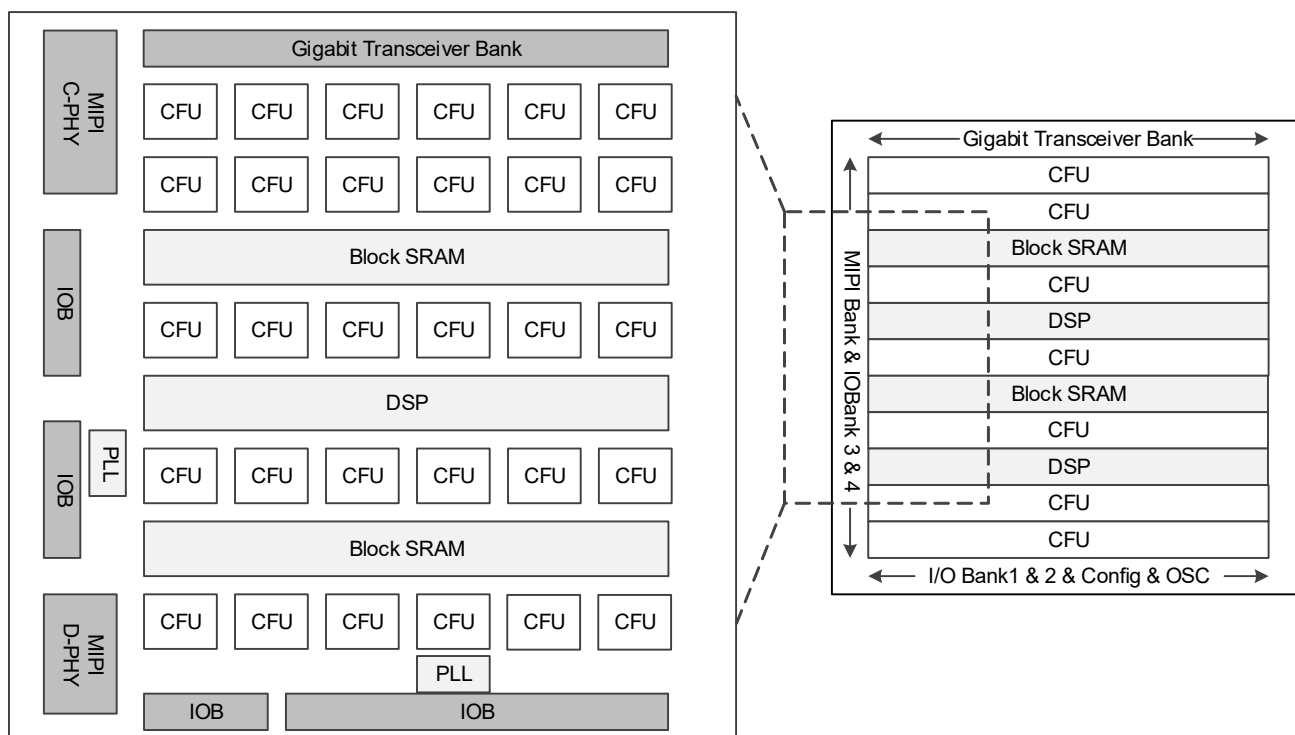 Gigabit Transceiver Bank
MIPI
C-PHY
CFU CFU CFU CFU CFU CFU
CFU CFU CFU CFU CFU CFU
Block SRAM
IOB
CFU CFU CFU CFU CFU CFU
DSP
IOB
PLL
CFU CFU CFU CFU CFU CFU
Block SRAM
MIPI
D-PHY
CFU CFU CFU CFU CFU CFU
PLL
IOB
IOB
Gigabit Transceiver Bank
MIPI Bank & IOBank 3 & 4
CFU
CFU
Block SRAM
CFU
DSP
CFU
Block SRAM
CFU
DSP
CFU
CFU
I/O Bank1 & 2 & Config & OSC